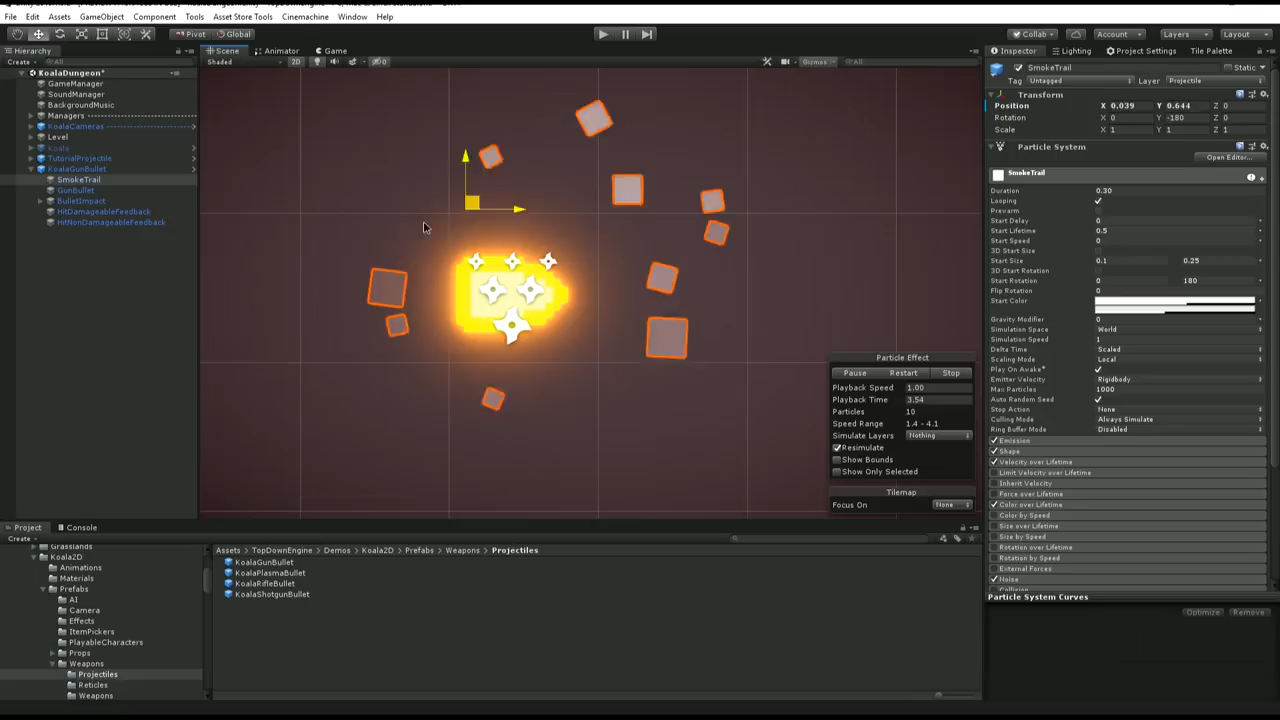 File Edit Assets GameObject Component Tools Asset Store Tools Cinemachine Window Help
Pivot Global
Collab Account Layers Layout
Hierarchy
Create All
KoalaDungeon*
GameManager
SoundManager
BackgroundMusic
Managers
KoalaCameras
Level
Koala
TutorialProjectile
KoalaGunBullet
SmokeTrail
GunBullet
BulletImpact
HitDamageableFeedback
HitNonDamageableFeedback
Scene Animator Game
Shaded 2D 0 Gizmos All
Particle Effect
Pause Restart Stop
Playback Speed 1.00
Playback Time 3.54
Particles 10
Speed Range 1.4 - 4.1
Simulate Layers Nothing
Resimulate
Show Bounds
Show Only Selected
Tilemap
Focus On None
Inspector Lighting Project Settings Tile Palette
SmokeTrail Static
Tag Untagged Layer Projectile
Transform
Position X 0.039 Y 0.644 Z 0
Rotation X 0 Y -180 Z 0
Scale X 1 Y 1 Z 1
Particle System
Open Editor...
SmokeTrail
Duration 0.30
Looping
Prewarm
Start Delay 0
Start Lifetime 0.5
Start Speed 0
3D Start Size
Start Size 0.1 0.25
3D Start Rotation
Start Rotation 0 180
Flip Rotation 0
Start Color
Gravity Modifier 0
Simulation Space World
Simulation Speed 1
Delta Time Scaled
Scaling Mode Local
Play On Awake*
Emitter Velocity Rigidbody
Max Particles 1000
Auto Random Seed
Stop Action None
Culling Mode Always Simulate
Ring Buffer Mode Disabled
Emission
Shape
Velocity over Lifetime
Limit Velocity over Lifetime
Inherit Velocity
Force over Lifetime
Color over Lifetime
Color by Speed
Size over Lifetime
Size by Speed
Rotation over Lifetime
Rotation by Speed
External Forces
Noise
Collision
Particle System Curves
Optimize Remove
Project Console
Create
Grasslands
Koala2D
Animations
Materials
Prefabs
AI
Camera
Effects
ItemPickers
PlayableCharacters
Props
Weapons
Projectiles
Reticles
Weapons
Assets TopDownEngine Demos Koala2D Prefabs Weapons Projectiles
KoalaGunBullet
KoalaPlasmaBullet
KoalaRifleBullet
KoalaShotgunBullet